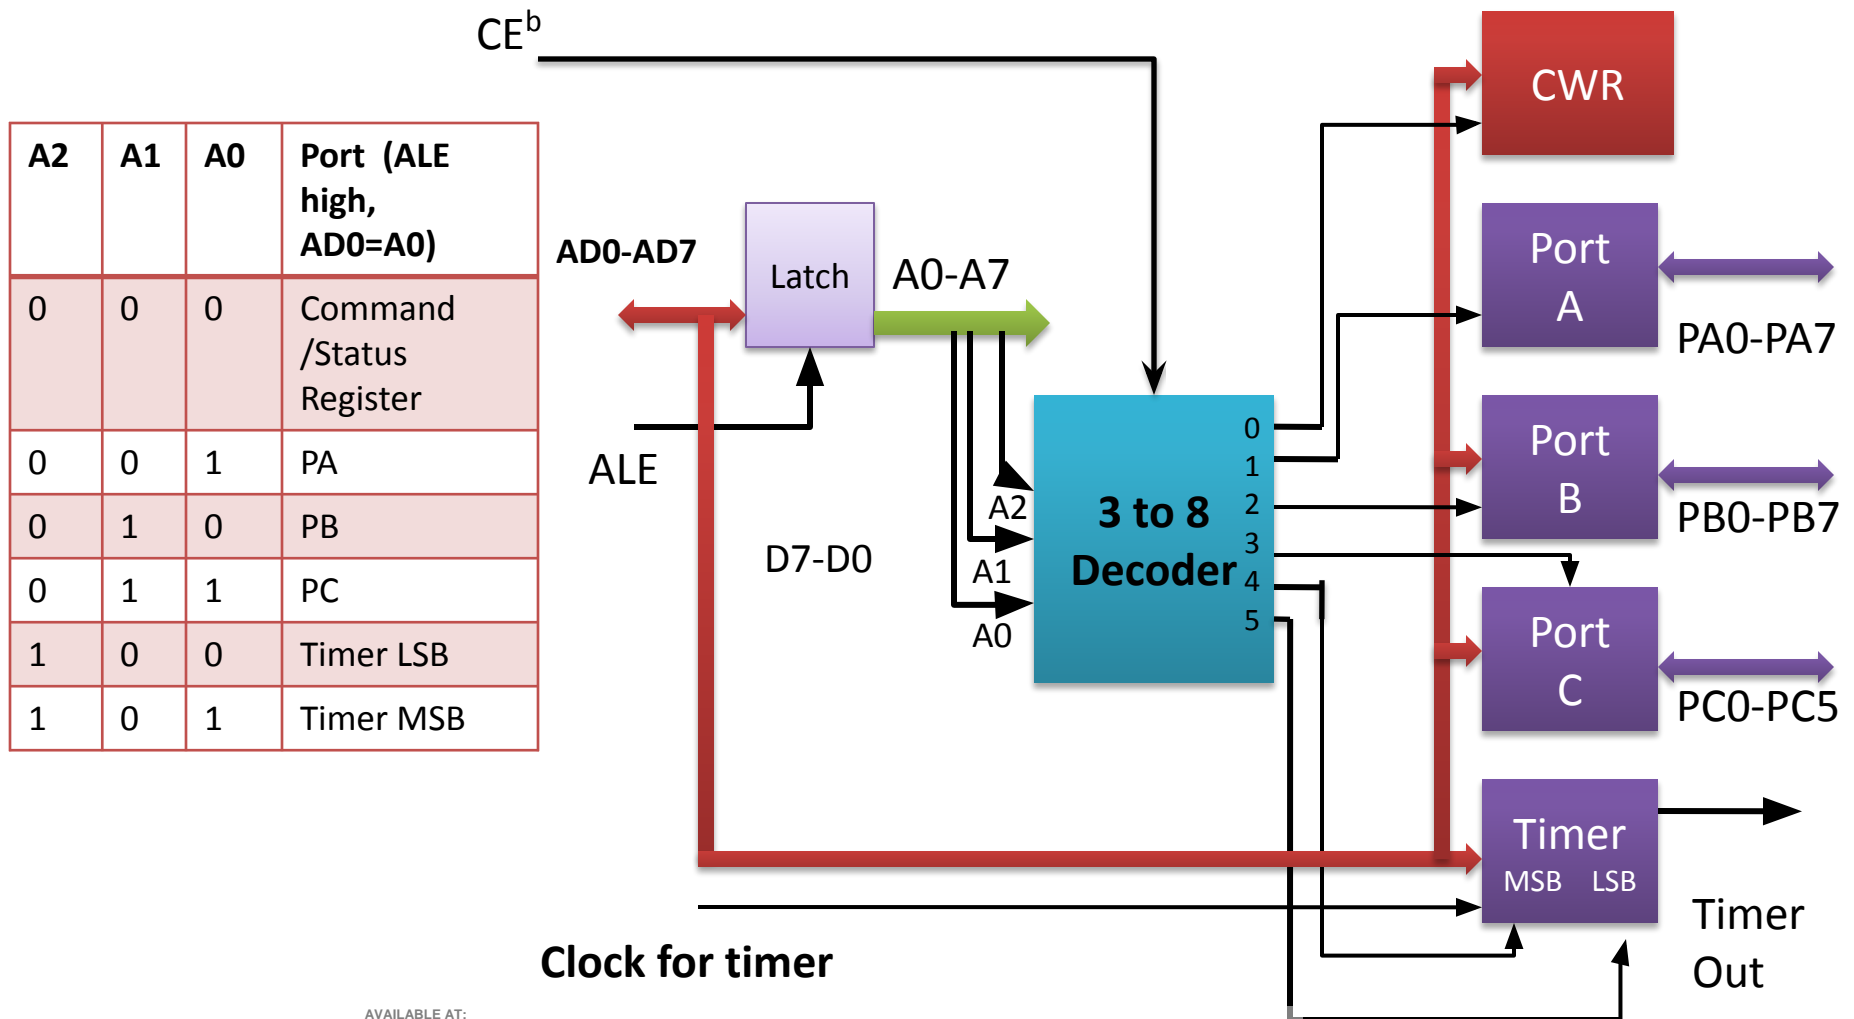 CEᵇ
A2 A1 A0 Port (ALE
high,
AD0=A0)
0 0 0 Command
/Status
Register
0 0 1 PA
0 1 0 PB
0 1 1 PC
1 0 0 Timer LSB
1 0 1 Timer MSB
AD0-AD7
Latch
A0-A7
ALE
D7-D0
A2
A1
A0
3 to 8
Decoder
0
1
2
3
4
5
CWR
Port
A
PA0-PA7
Port
B
PB0-PB7
Port
C
PC0-PC5
Timer
MSB LSB
Timer
Out
Clock for timer
AVAILABLE AT: